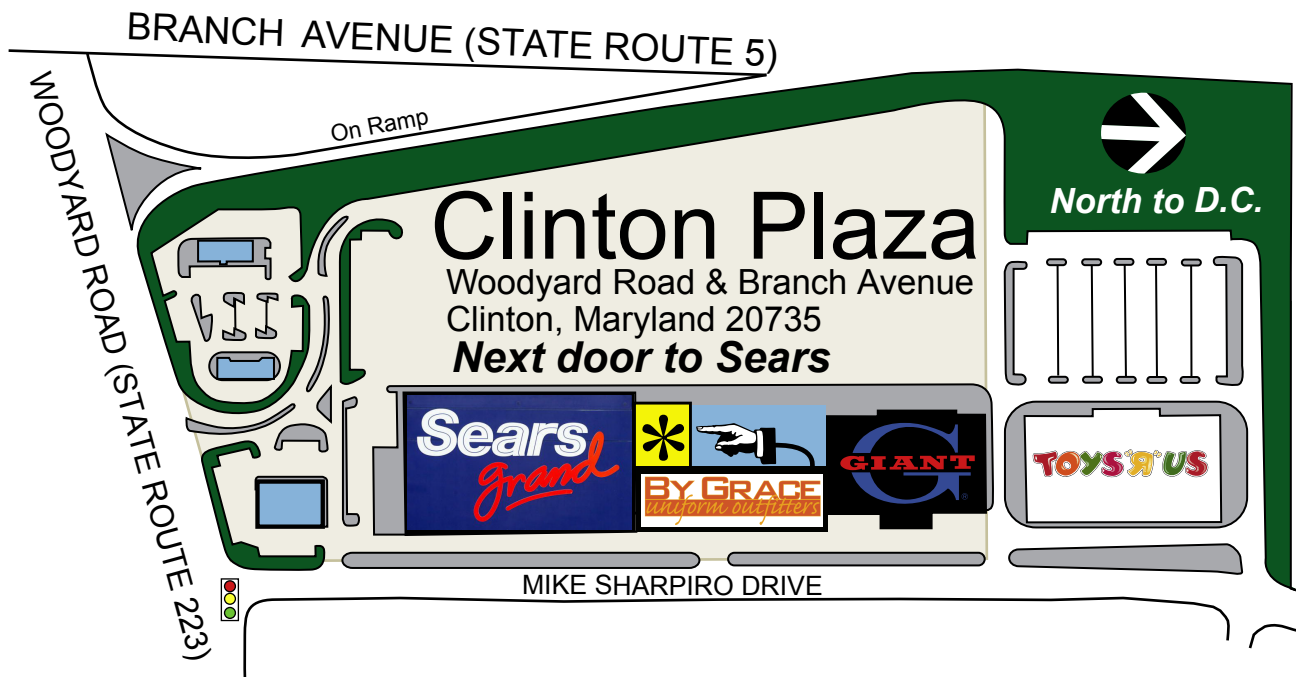 BRANCH AVENUE (STATE ROUTE 5)
WOODYARD ROAD (STATE ROUTE 223)
On Ramp
North to D.C.
Clinton Plaza
Woodyard Road & Branch Avenue
Clinton, Maryland 20735
Next door to Sears
Sears
grand
*
BY GRACE
uniform outfitters
G
GIANT
®
TOYS "R" US
MIKE SHARPIRO DRIVE